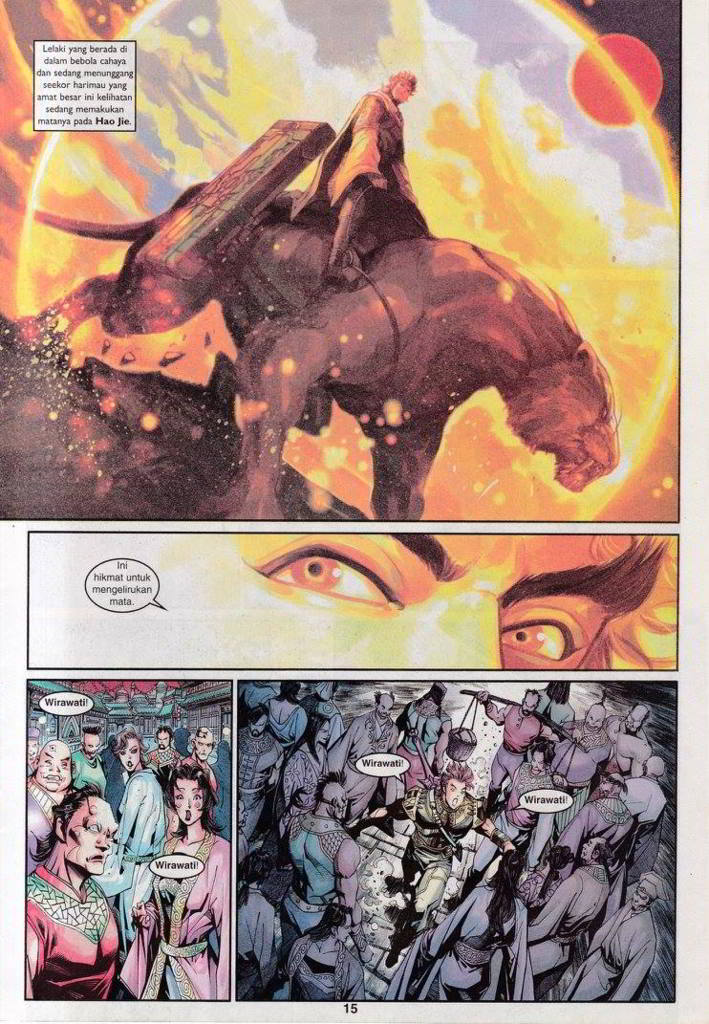 Lelaki yang berada di
dalam bebola cahaya
dan sedang menunggang
seekor harimau yang
amat besar ini kelihatan
sedang memakukan
matanya pada Hao Jie.
Ini
hikmat untuk
mengelirukan
mata.
Wirawati!
Wirawati!
Wirawati!
Wirawati!
15